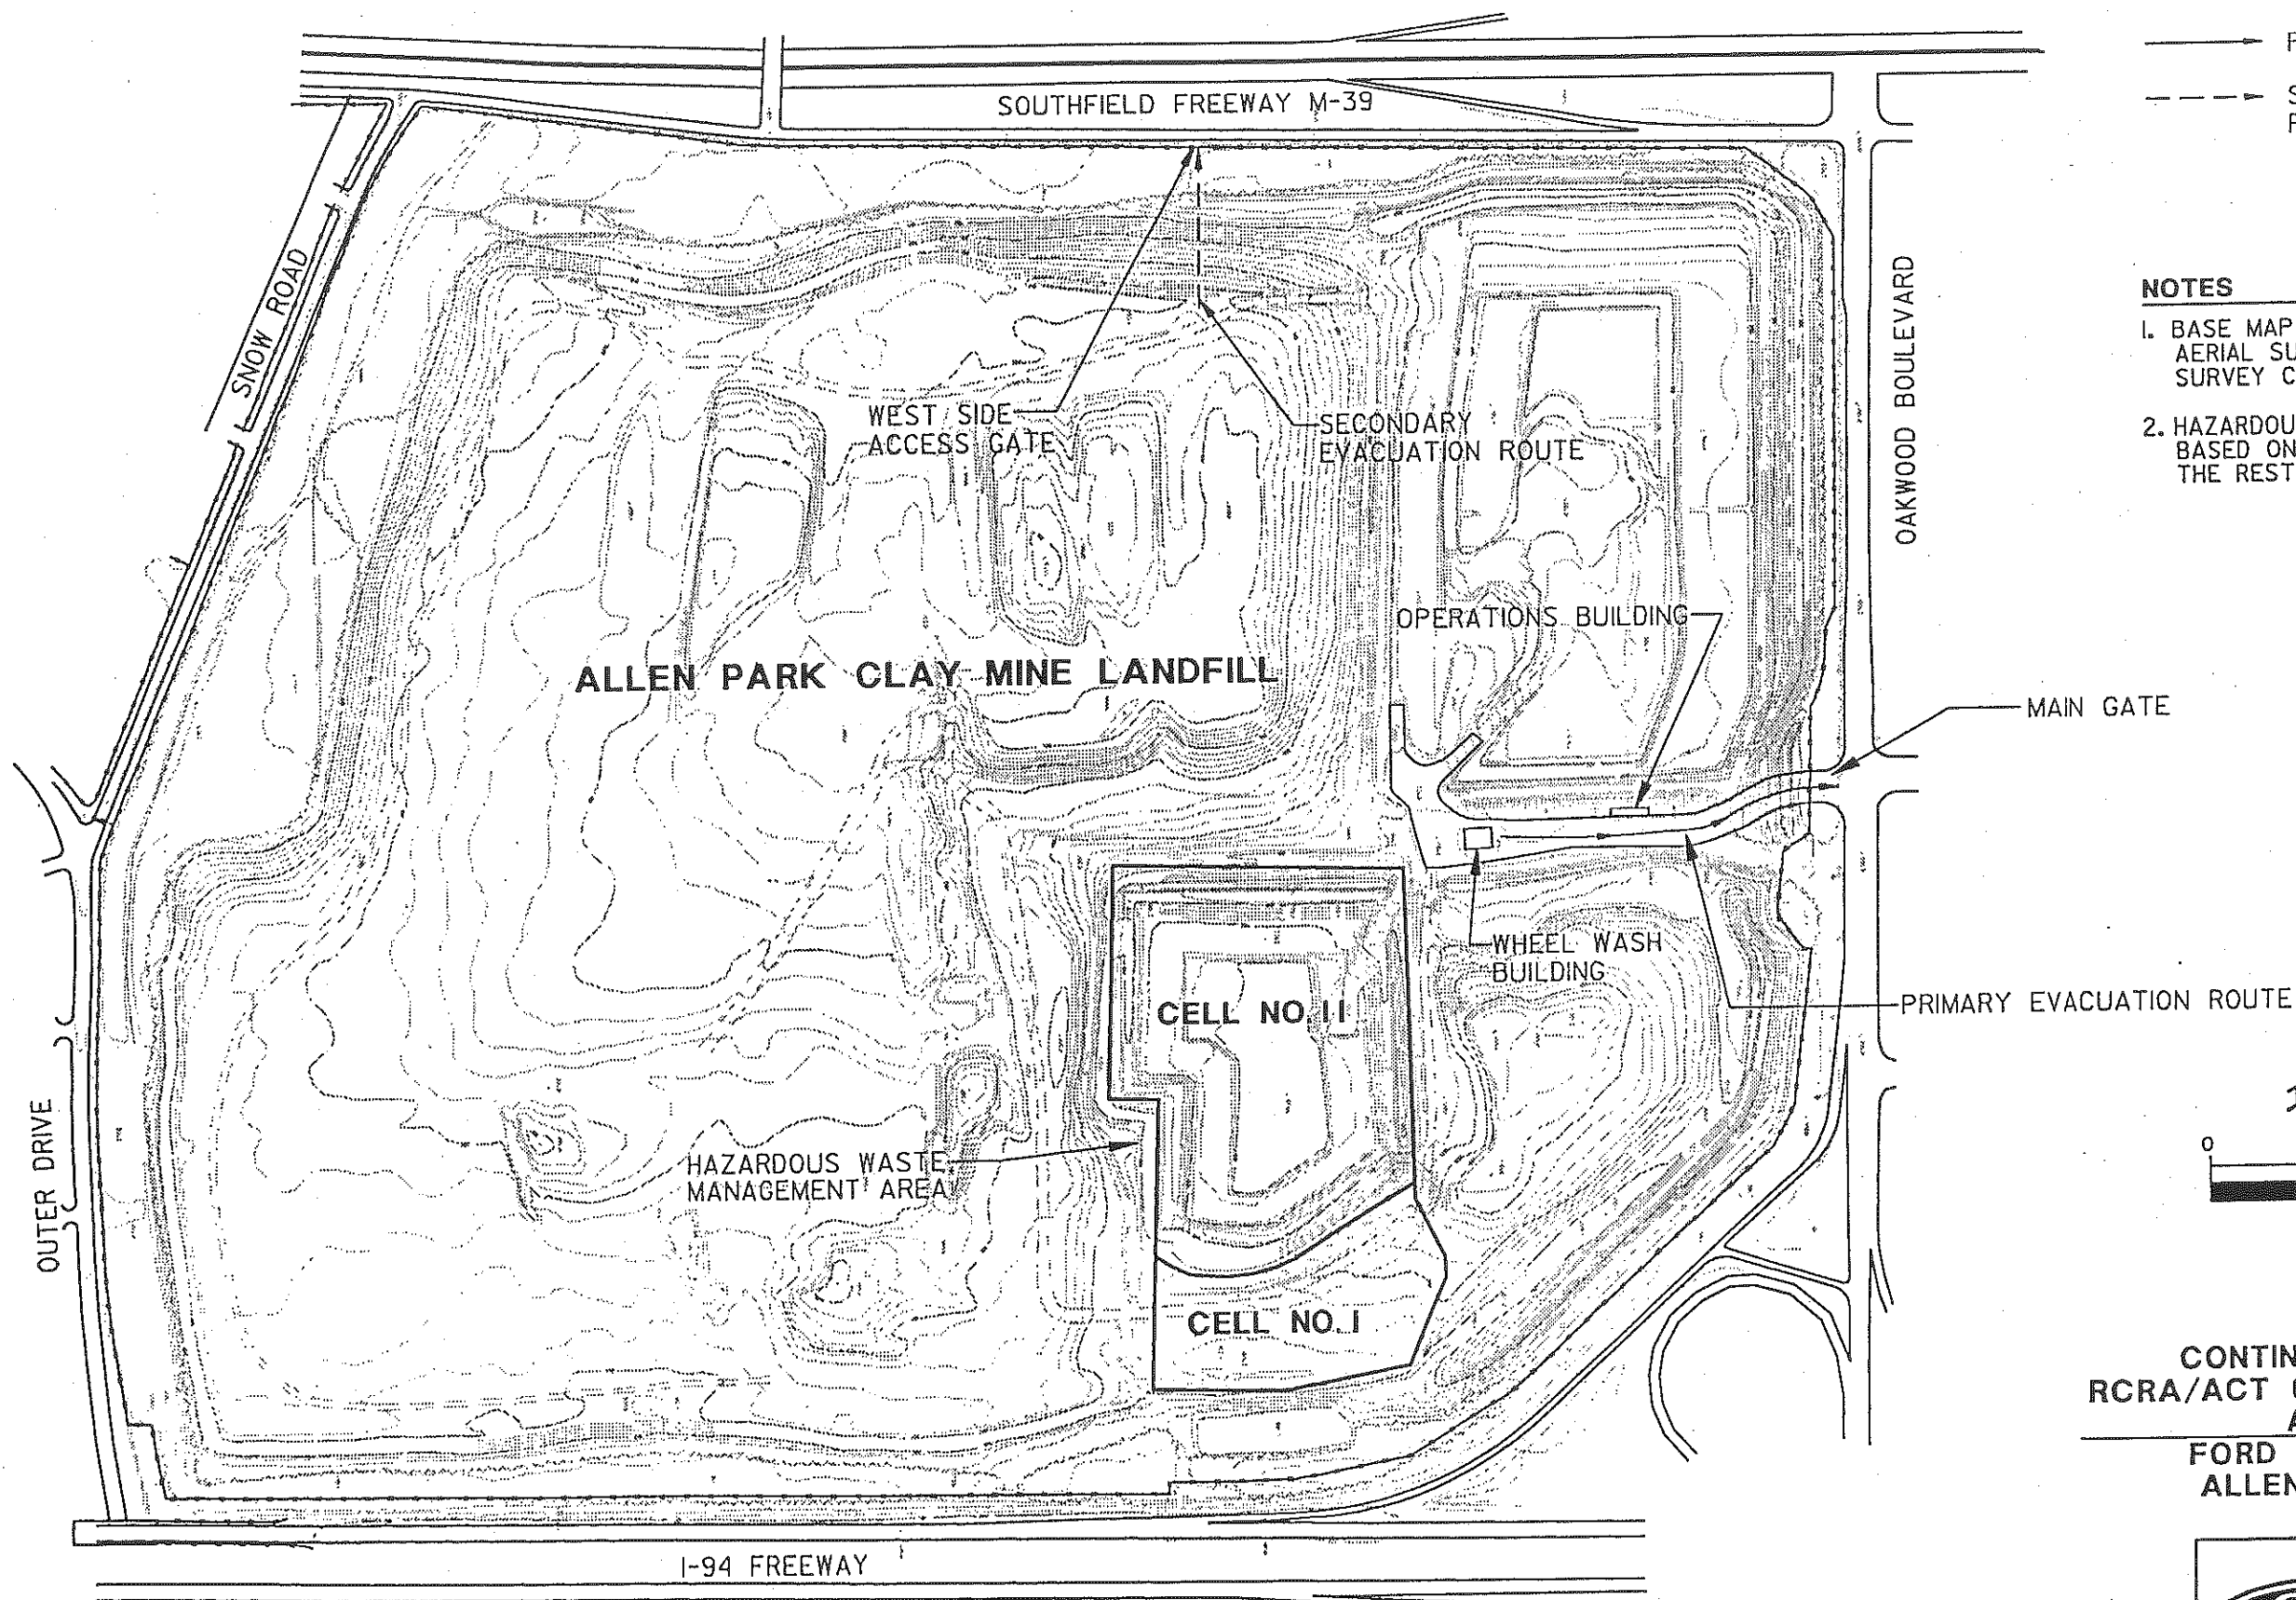 SOUTHFIELD FREEWAY M-39
SNOW ROAD
OAKWOOD BOULEVARD
NOTES
1. BASE MAP
AERIAL SU
SURVEY C
2. HAZARDOU
BASED ON
THE REST
WEST SIDE
ACCESS GATE
SECONDARY
EVACUATION ROUTE
OPERATIONS BUILDING
ALLEN PARK CLAY MINE LANDFILL
MAIN GATE
WHEEL WASH
BUILDING
PRIMARY EVACUATION ROUTE
CELL NO. II
HAZARDOUS WASTE
MANAGEMENT AREA
OUTER DRIVE
0
CELL NO. I
CONTIN
RCRA/ACT
FORD
ALLEN
I-94 FREEWAY